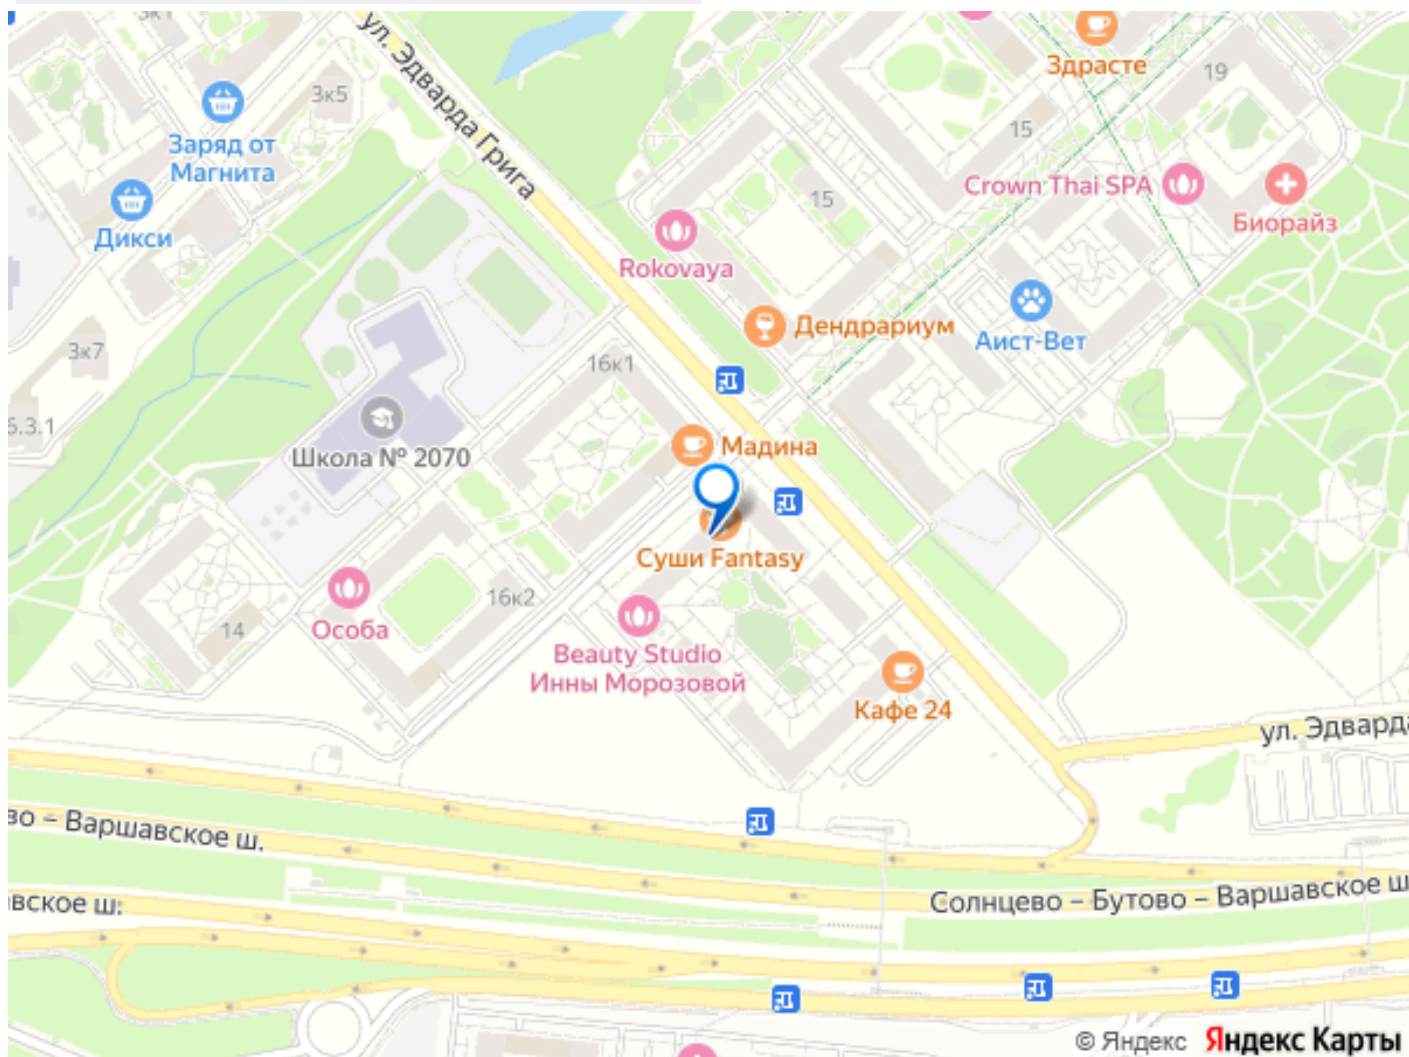 3к1
ул. Эдварда Грига
Здрасте
3к5
19
Заряд от
Магнита
15
Crown Thai SPA
15
Биорайз
Дикси
Rokovaya
Дендрариум
Аист-Вет
3к7
16к1
6.3.1
Мадина
Школа № 2070
Суши Fantasy
16к2
Особа
14
Beauty Studio
Инны Морозовой
Кафе 24
ул. Эдварда
во – Варшавское ш.
Солнцево – Бутово – Варшавское ш
вское ш.
© Яндекс Яндекс Карты